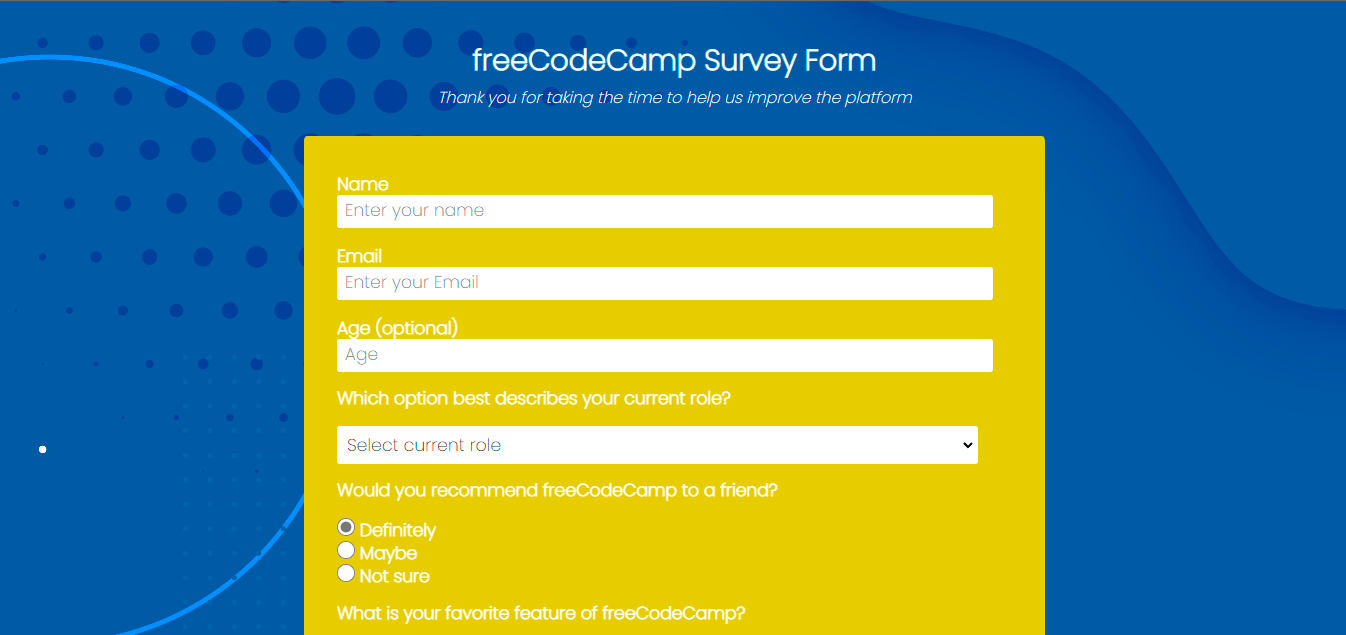 freeCodeCamp Survey Form
Thank you for taking the time to help us improve the platform
Name
Enter your name
Email
Enter your Email
Age (optional)
Age
Which option best describes your current role?
Select current role
Would you recommend freeCodeCamp to a friend?
Definitely
Maybe
Not sure
What is your favorite feature of freeCodeCamp?